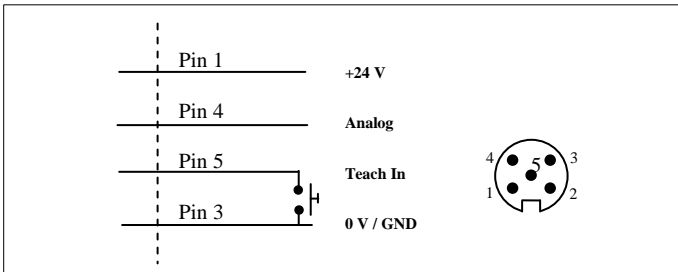 Pin 1
+24 V
Pin 4
Analog
Pin 5
Teach In
Pin 3
0 V / GND
4
5
3
1
2